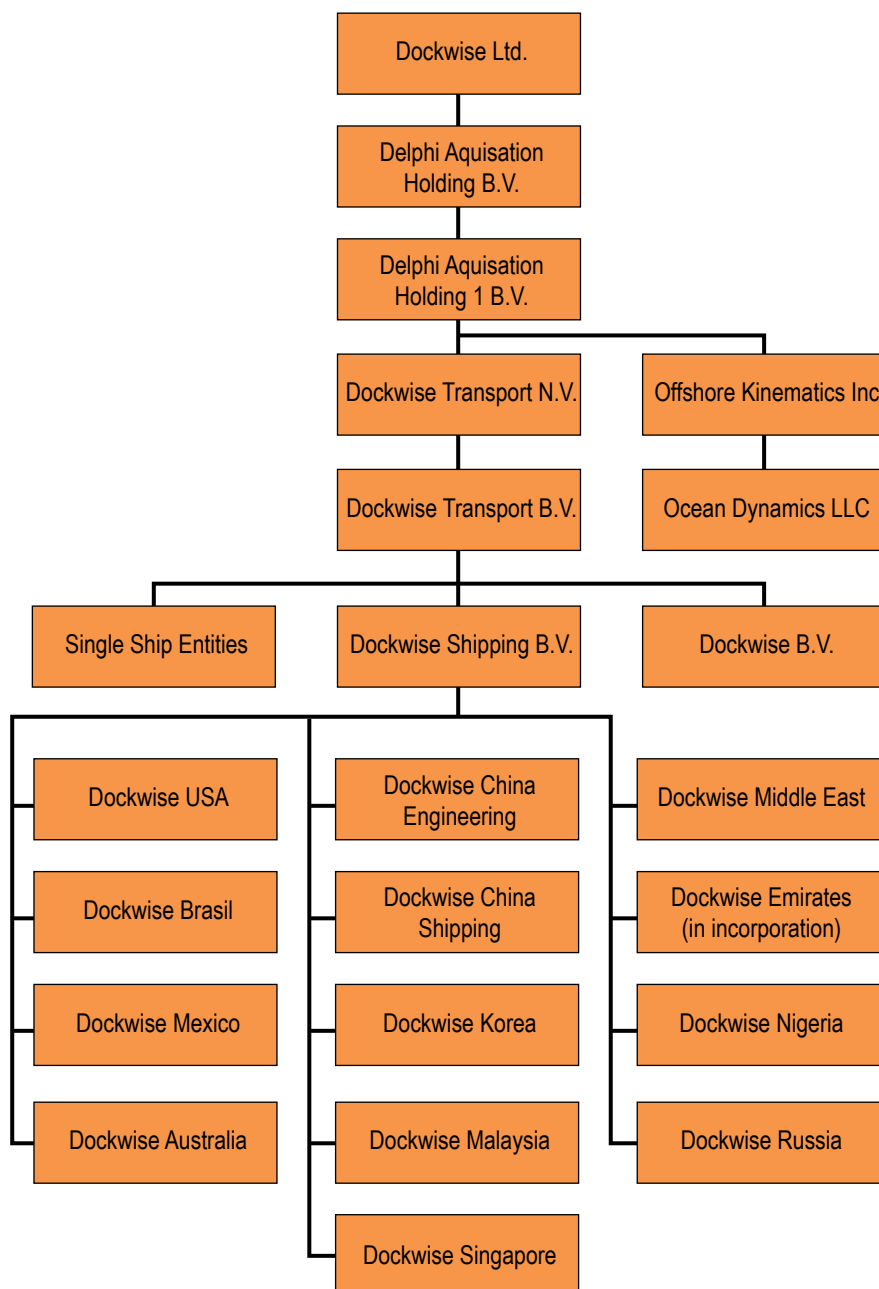 Dockwise Ltd.
Delphi Aquisation
Holding B.V.
Delphi Aquisation
Holding 1 B.V.
Dockwise Transport N.V.
Offshore Kinematics Inc
Dockwise Transport B.V.
Ocean Dynamics LLC
Single Ship Entities
Dockwise Shipping B.V.
Dockwise B.V.
Dockwise USA
Dockwise China
Engineering
Dockwise Middle East
Dockwise Brasil
Dockwise China
Shipping
Dockwise Emirates
(in incorporation)
Dockwise Mexico
Dockwise Korea
Dockwise Nigeria
Dockwise Australia
Dockwise Malaysia
Dockwise Russia
Dockwise Singapore